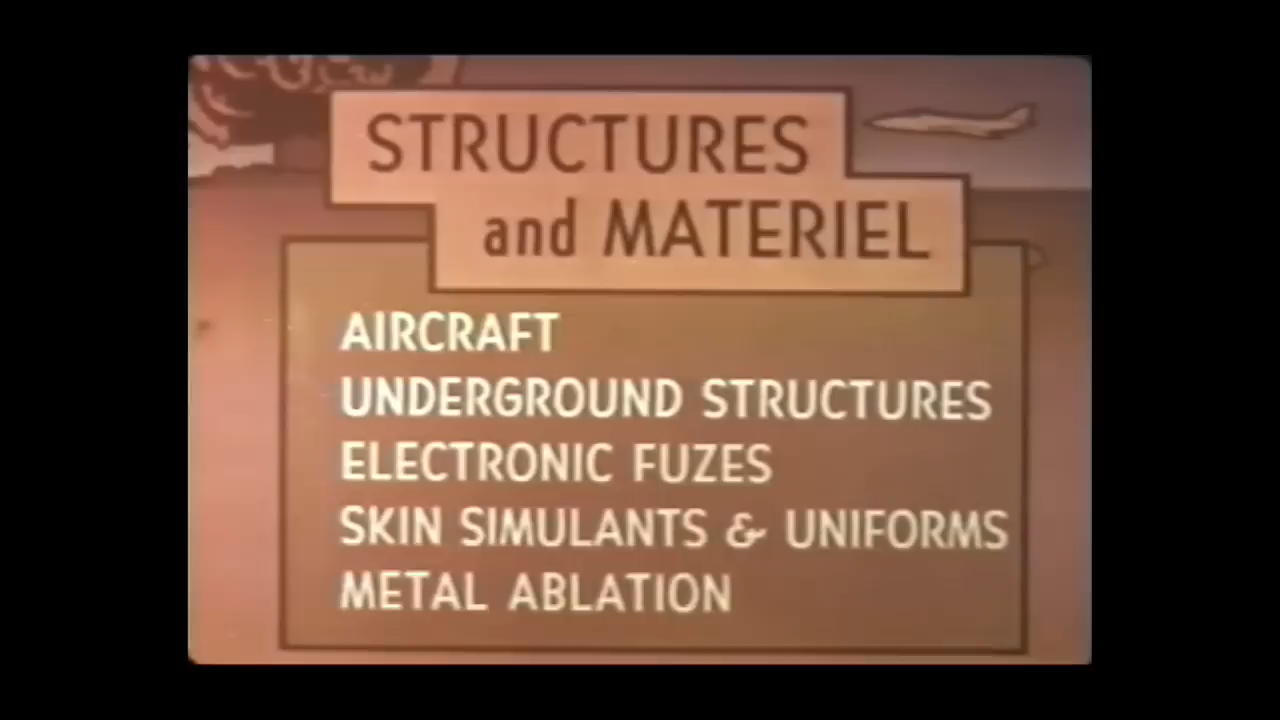 STRUCTURES
and MATERIEL
AIRCRAFT
UNDERGROUND STRUCTURES
ELECTRONIC FUZES
SKIN SIMULANTS & UNIFORMS
METAL ABLATION